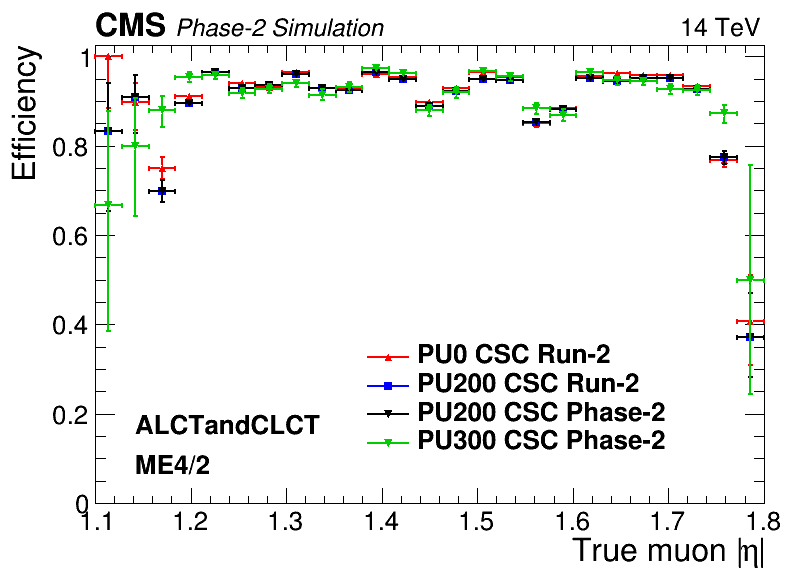 CMS Phase-2 Simulation 14 TeV
Efficiency
1
0.8
0.6
0.4
0.2
0
PU0 CSC Run-2
PU200 CSC Run-2
PU200 CSC Phase-2
PU300 CSC Phase-2
ALCTandCLCT
ME4/2
1.1 1.2 1.3 1.4 1.5 1.6 1.7 1.8
True muon |η|